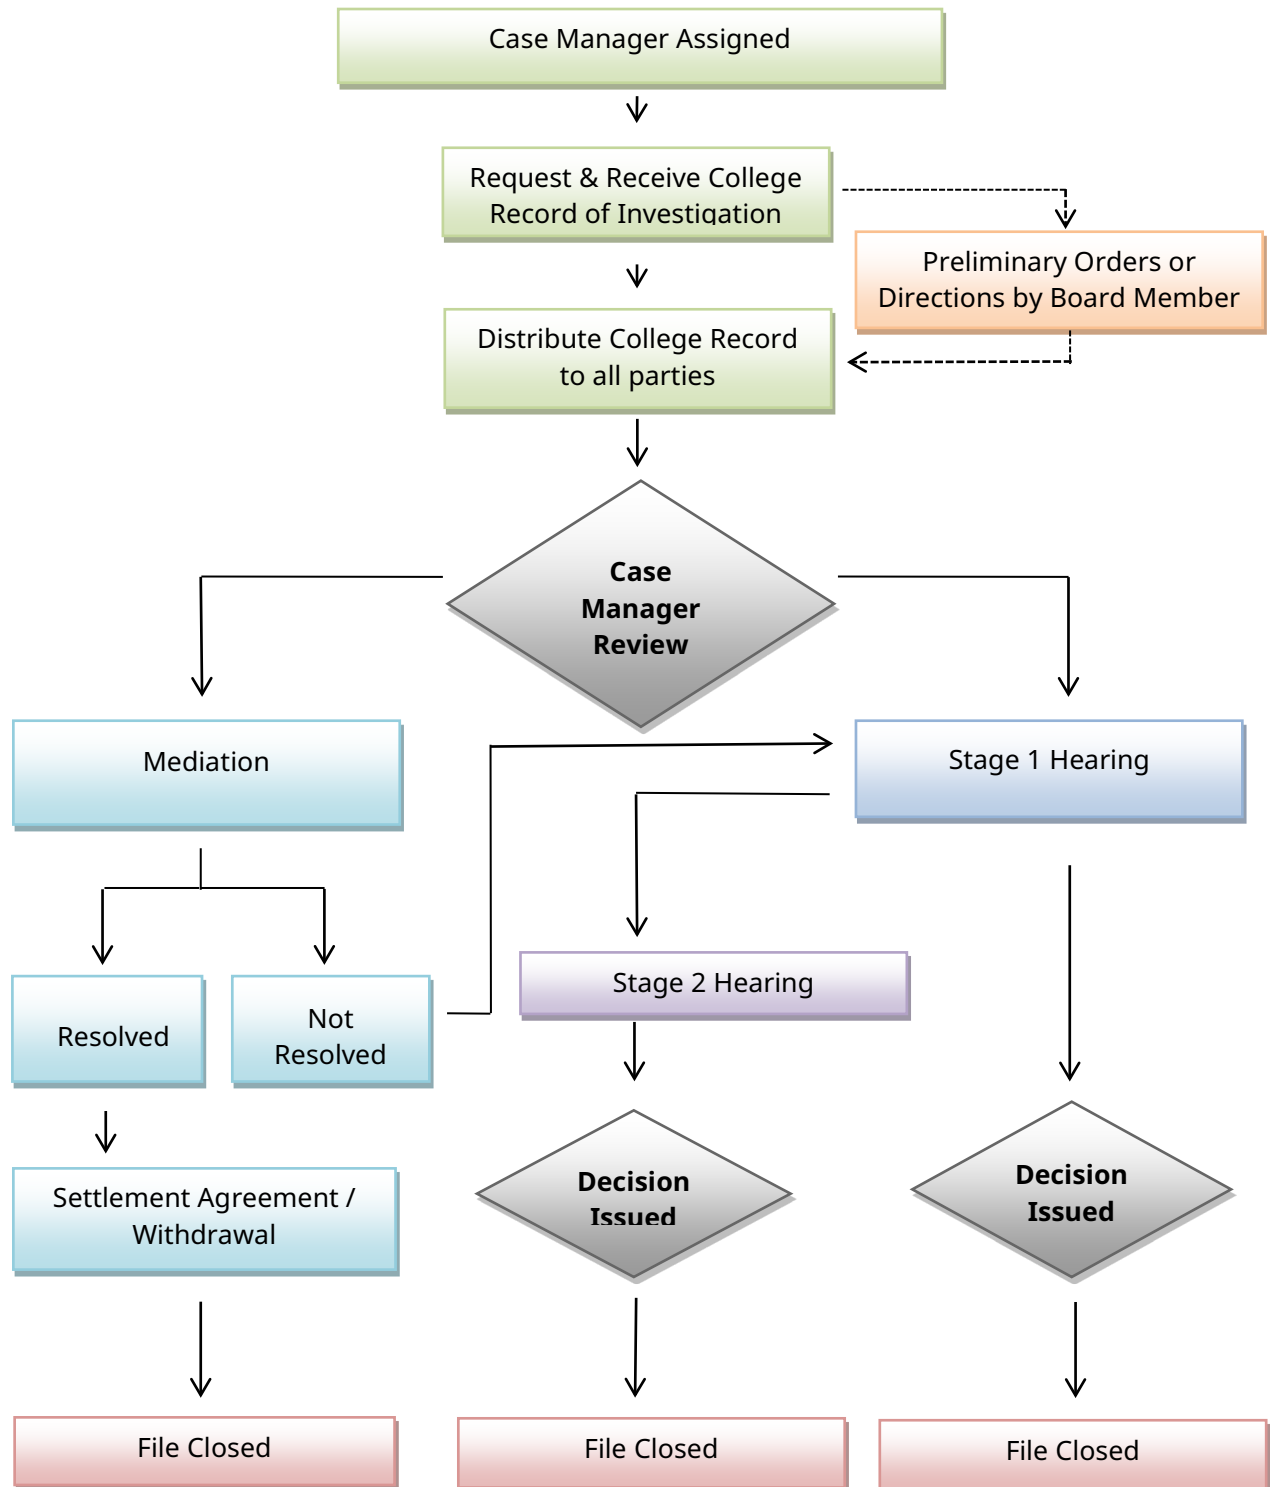 Case Manager Assigned
Request & Receive College
Record of Investigation
Preliminary Orders or
Directions by Board Member
Distribute College Record
to all parties
Case
Manager
Review
Mediation
Stage 1 Hearing
Resolved
Not
Resolved
Stage 2 Hearing
Settlement Agreement /
Withdrawal
Decision
Issued
Decision
Issued
File Closed
File Closed
File Closed